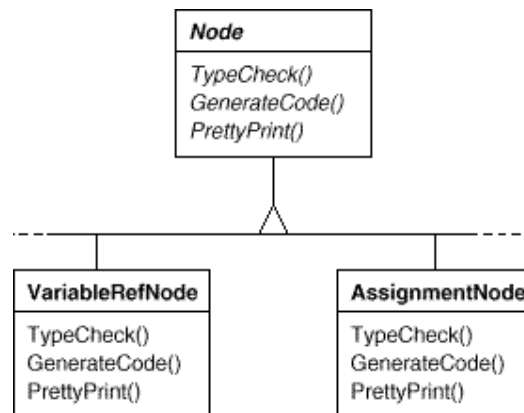 Node
TypeCheck()
GenerateCode()
PrettyPrint()
VariableRefNode
TypeCheck()
GenerateCode()
PrettyPrint()
AssignmentNode
TypeCheck()
GenerateCode()
PrettyPrint()